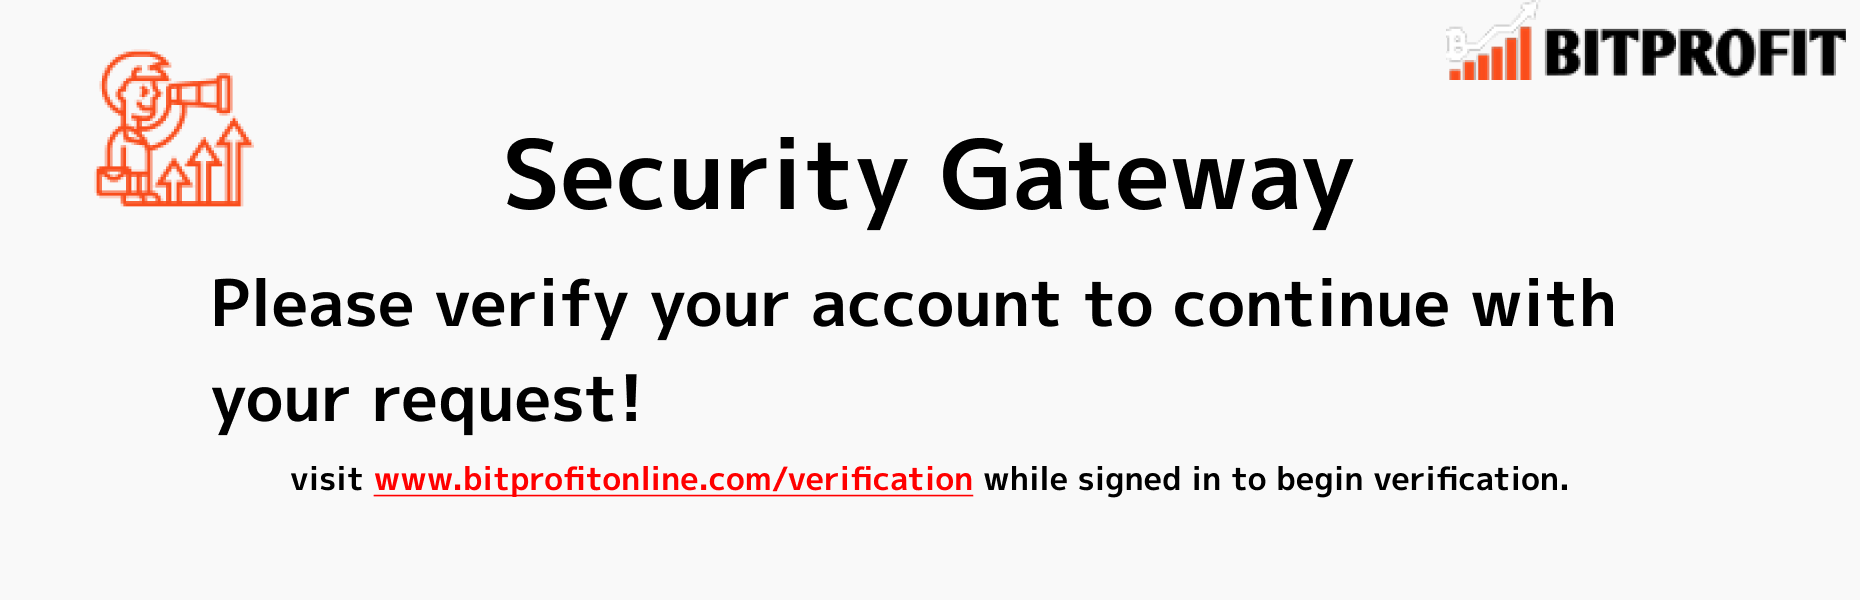 BITPROFIT
Security Gateway
Please verify your account to continue with
your request!
visit www.bitprofitonline.com/verification while signed in to begin verification.